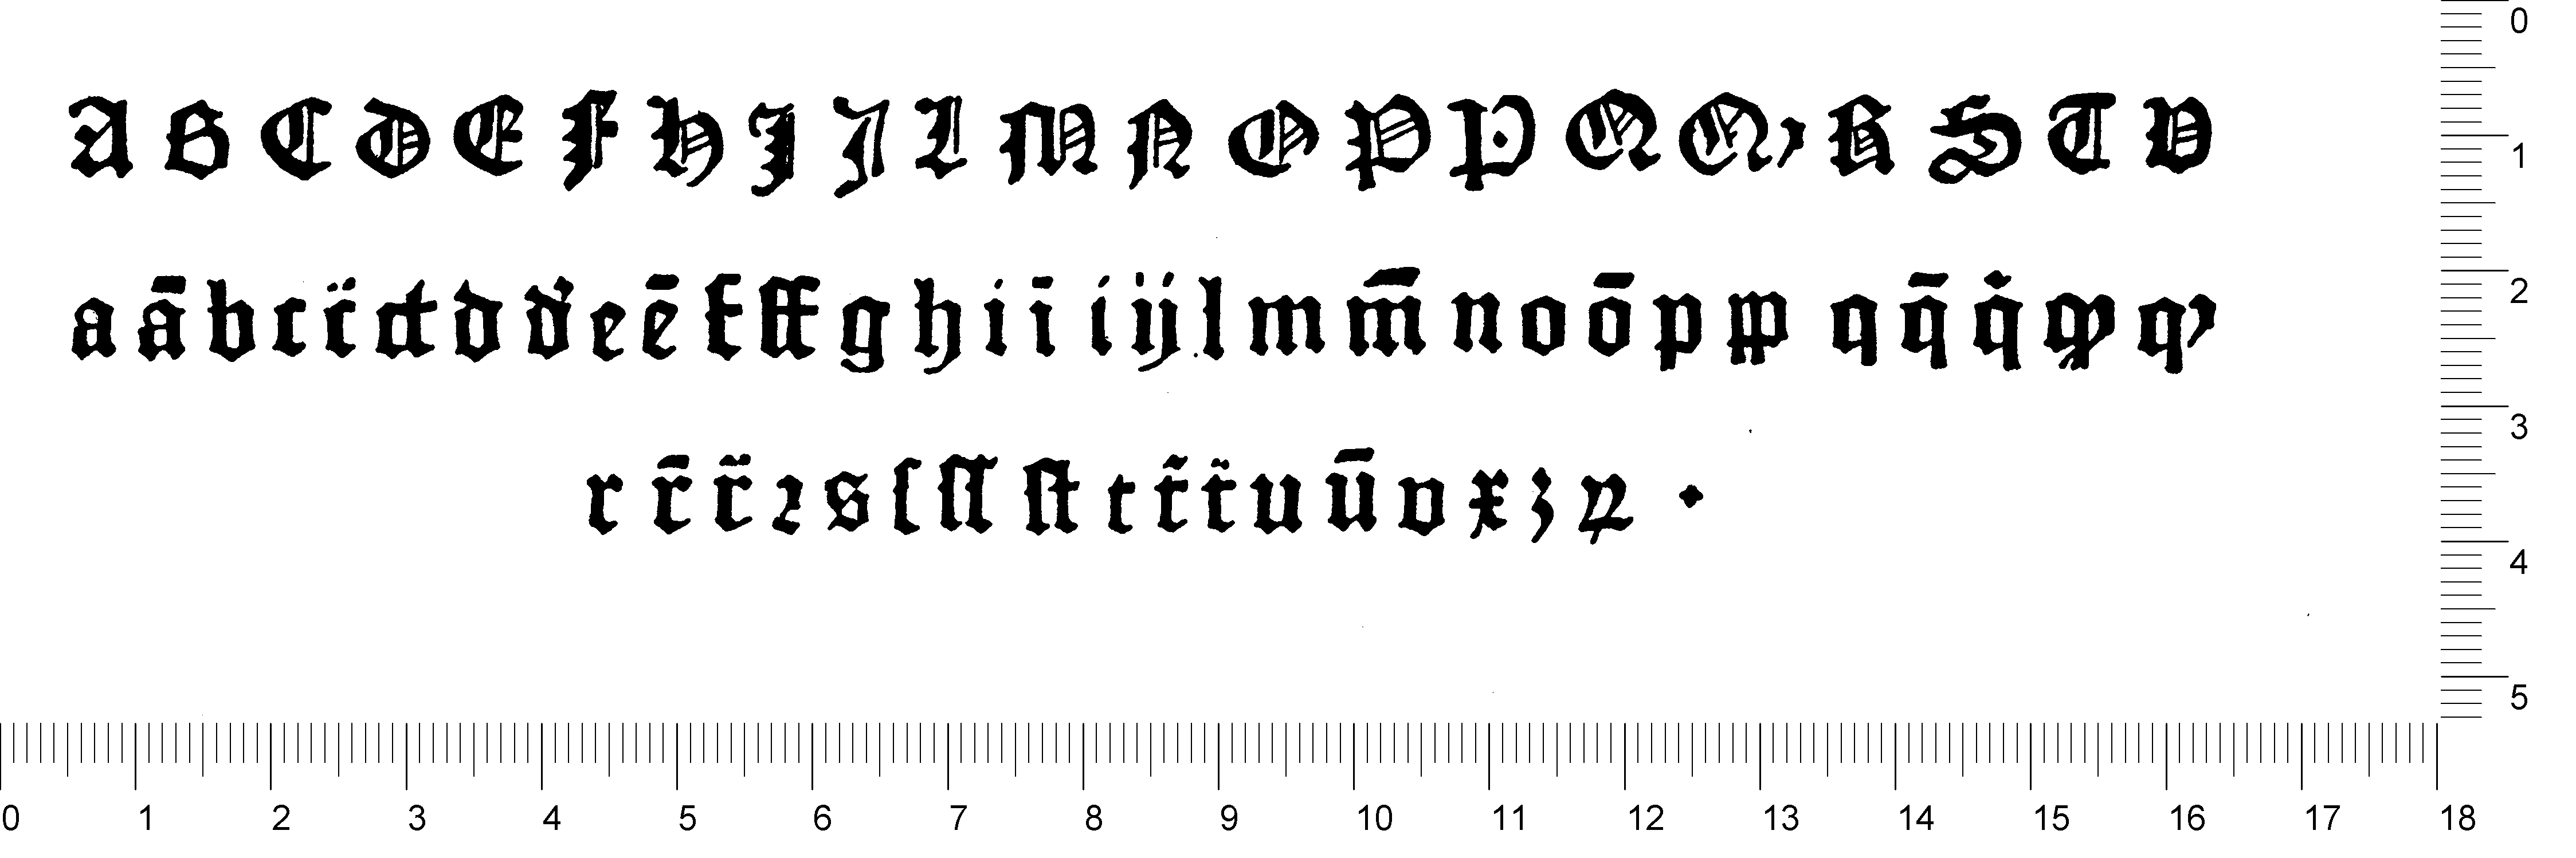 A B C D E F H I J L M N O P P Q Q, R S T V
a ā b c c̈ ct d d̄ e ē f ff g h i ī í ij l m m̄ n o ō p pp q q̄ q̊ qꝫ qʼ
r r̄ r̈ ꝛ s ſ ſſ ſt t t̄ ẗ u ū v x ʒ ꝝ ·
0
1
2
3
4
5
0 1 2 3 4 5 6 7 8 9 10 11 12 13 14 15 16 17 18